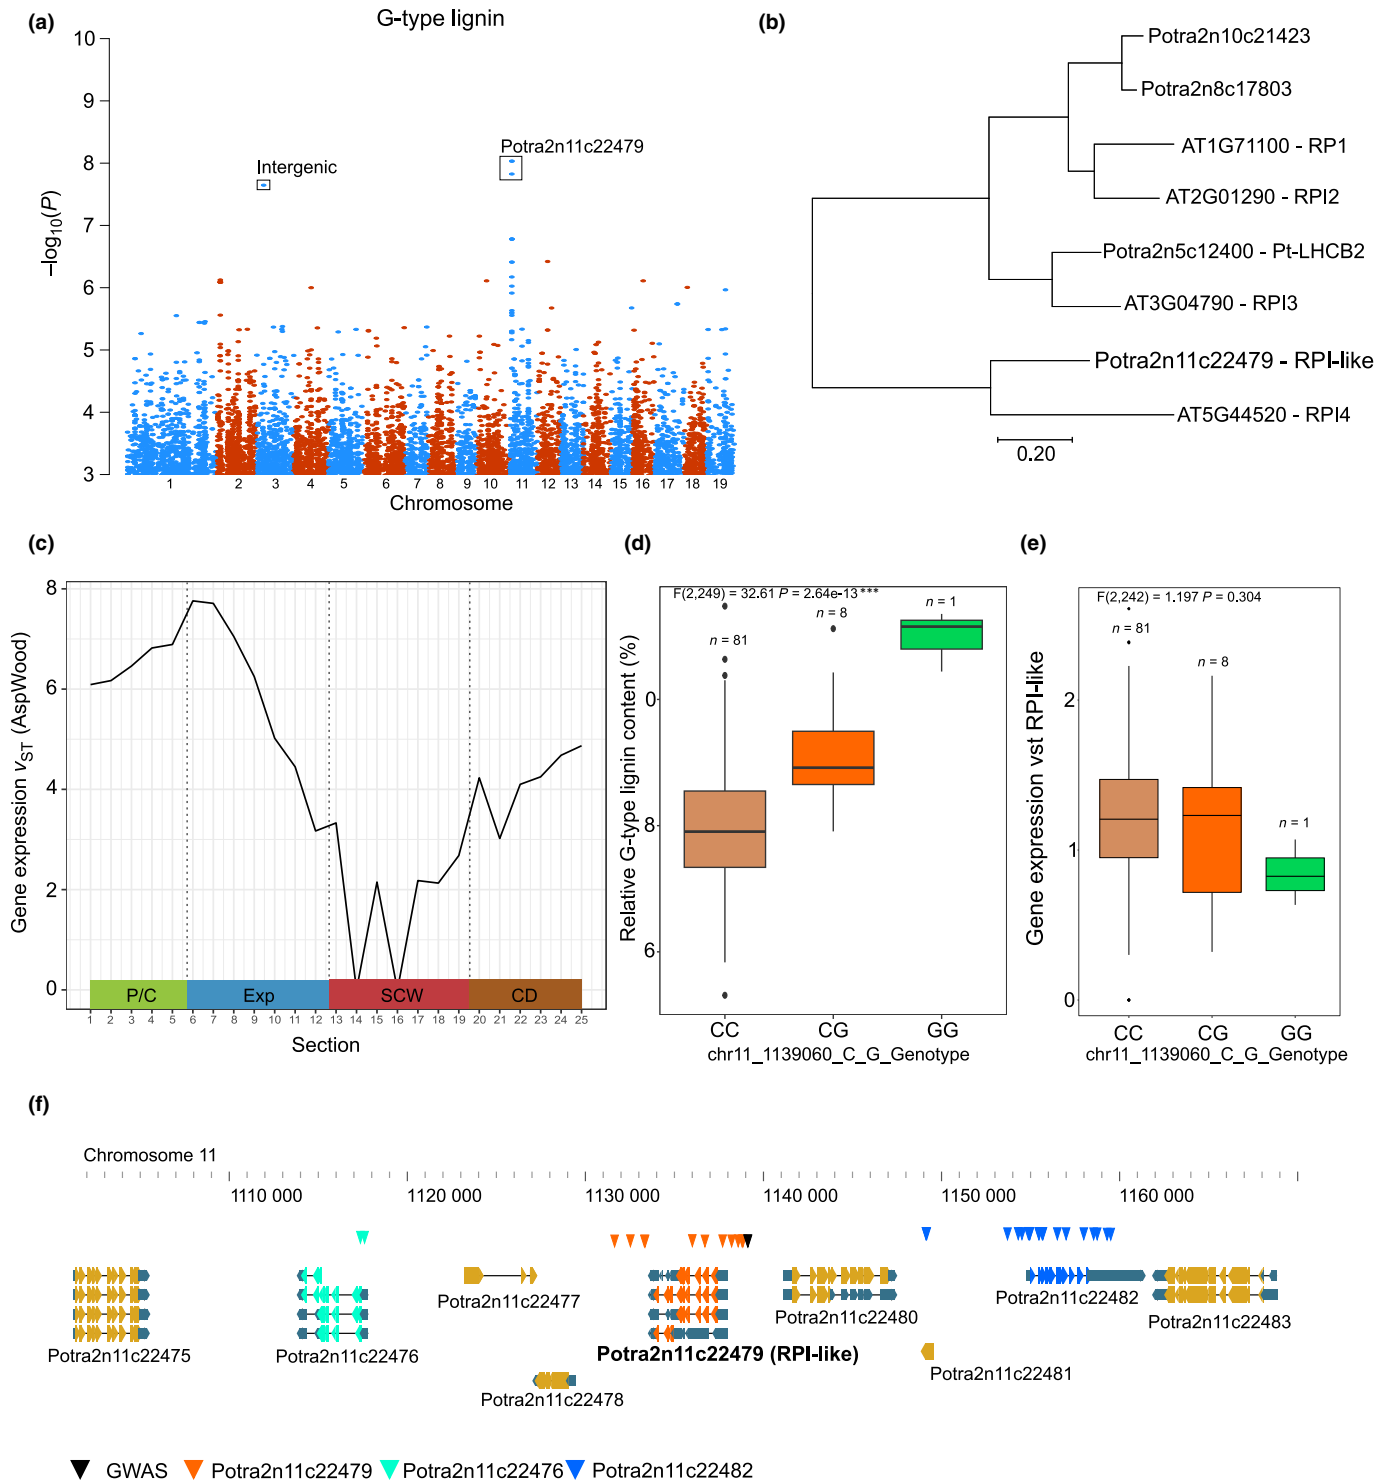 (a)
G-type lignin
10
9
8
7
6
5
4
3
–log10(P)
Intergenic
Potra2n11c22479
1 2 3 4 5 6 7 8 9 10 11 12 13 14 15 16 17 18 19
Chromosome
(b)
Potra2n10c21423
Potra2n8c17803
AT1G71100 - RP1
AT2G01290 - RPI2
Potra2n5c12400 - Pt-LHCB2
AT3G04790 - RPI3
Potra2n11c22479 – RPI-like
AT5G44520 - RPI4
0.20
(c)
8
6
4
2
0
Gene expression vST (AspWood)
P/C Exp SCW CD
1 2 3 4 5 6 7 8 9 10 11 12 13 14 15 16 17 18 19 20 21 22 23 24 25
Section
(d)
F(2,249) = 32.61 P = 2.64e-13***
n = 81
n = 8
n = 1
0
8
6
Relative G-type lignin content (%)
CC CG GG
chr11_1139060_C_G_Genotype
(e)
F(2,242) = 1.197 P = 0.304
n = 81
n = 8
n = 1
2
1
0
Gene expression vst RPI-like
CC CG GG
chr11_1139060_C_G_Genotype
(f)
Chromosome 11
1110 000 1120 000 1130 000 1140 000 1150 000 1160 000
Potra2n11c22475
Potra2n11c22476
Potra2n11c22477
Potra2n11c22478
Potra2n11c22479 (RPI-like)
Potra2n11c22480
Potra2n11c22481
Potra2n11c22482
Potra2n11c22483
GWAS Potra2n11c22479 Potra2n11c22476 Potra2n11c22482